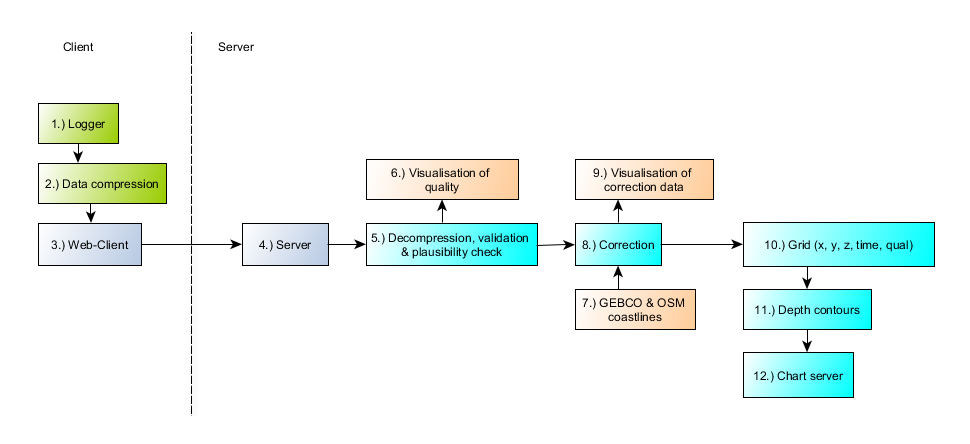 Client
Server
1.) Logger
2.) Data compression
3.) Web-Client
4.) Server
5.) Decompression, validation
& plausibility check
6.) Visualisation of
quality
7.) GEBCO & OSM
coastlines
8.) Correction
9.) Visualisation of
correction data
10.) Grid (x, y, z, time, qual)
11.) Depth contours
12.) Chart server